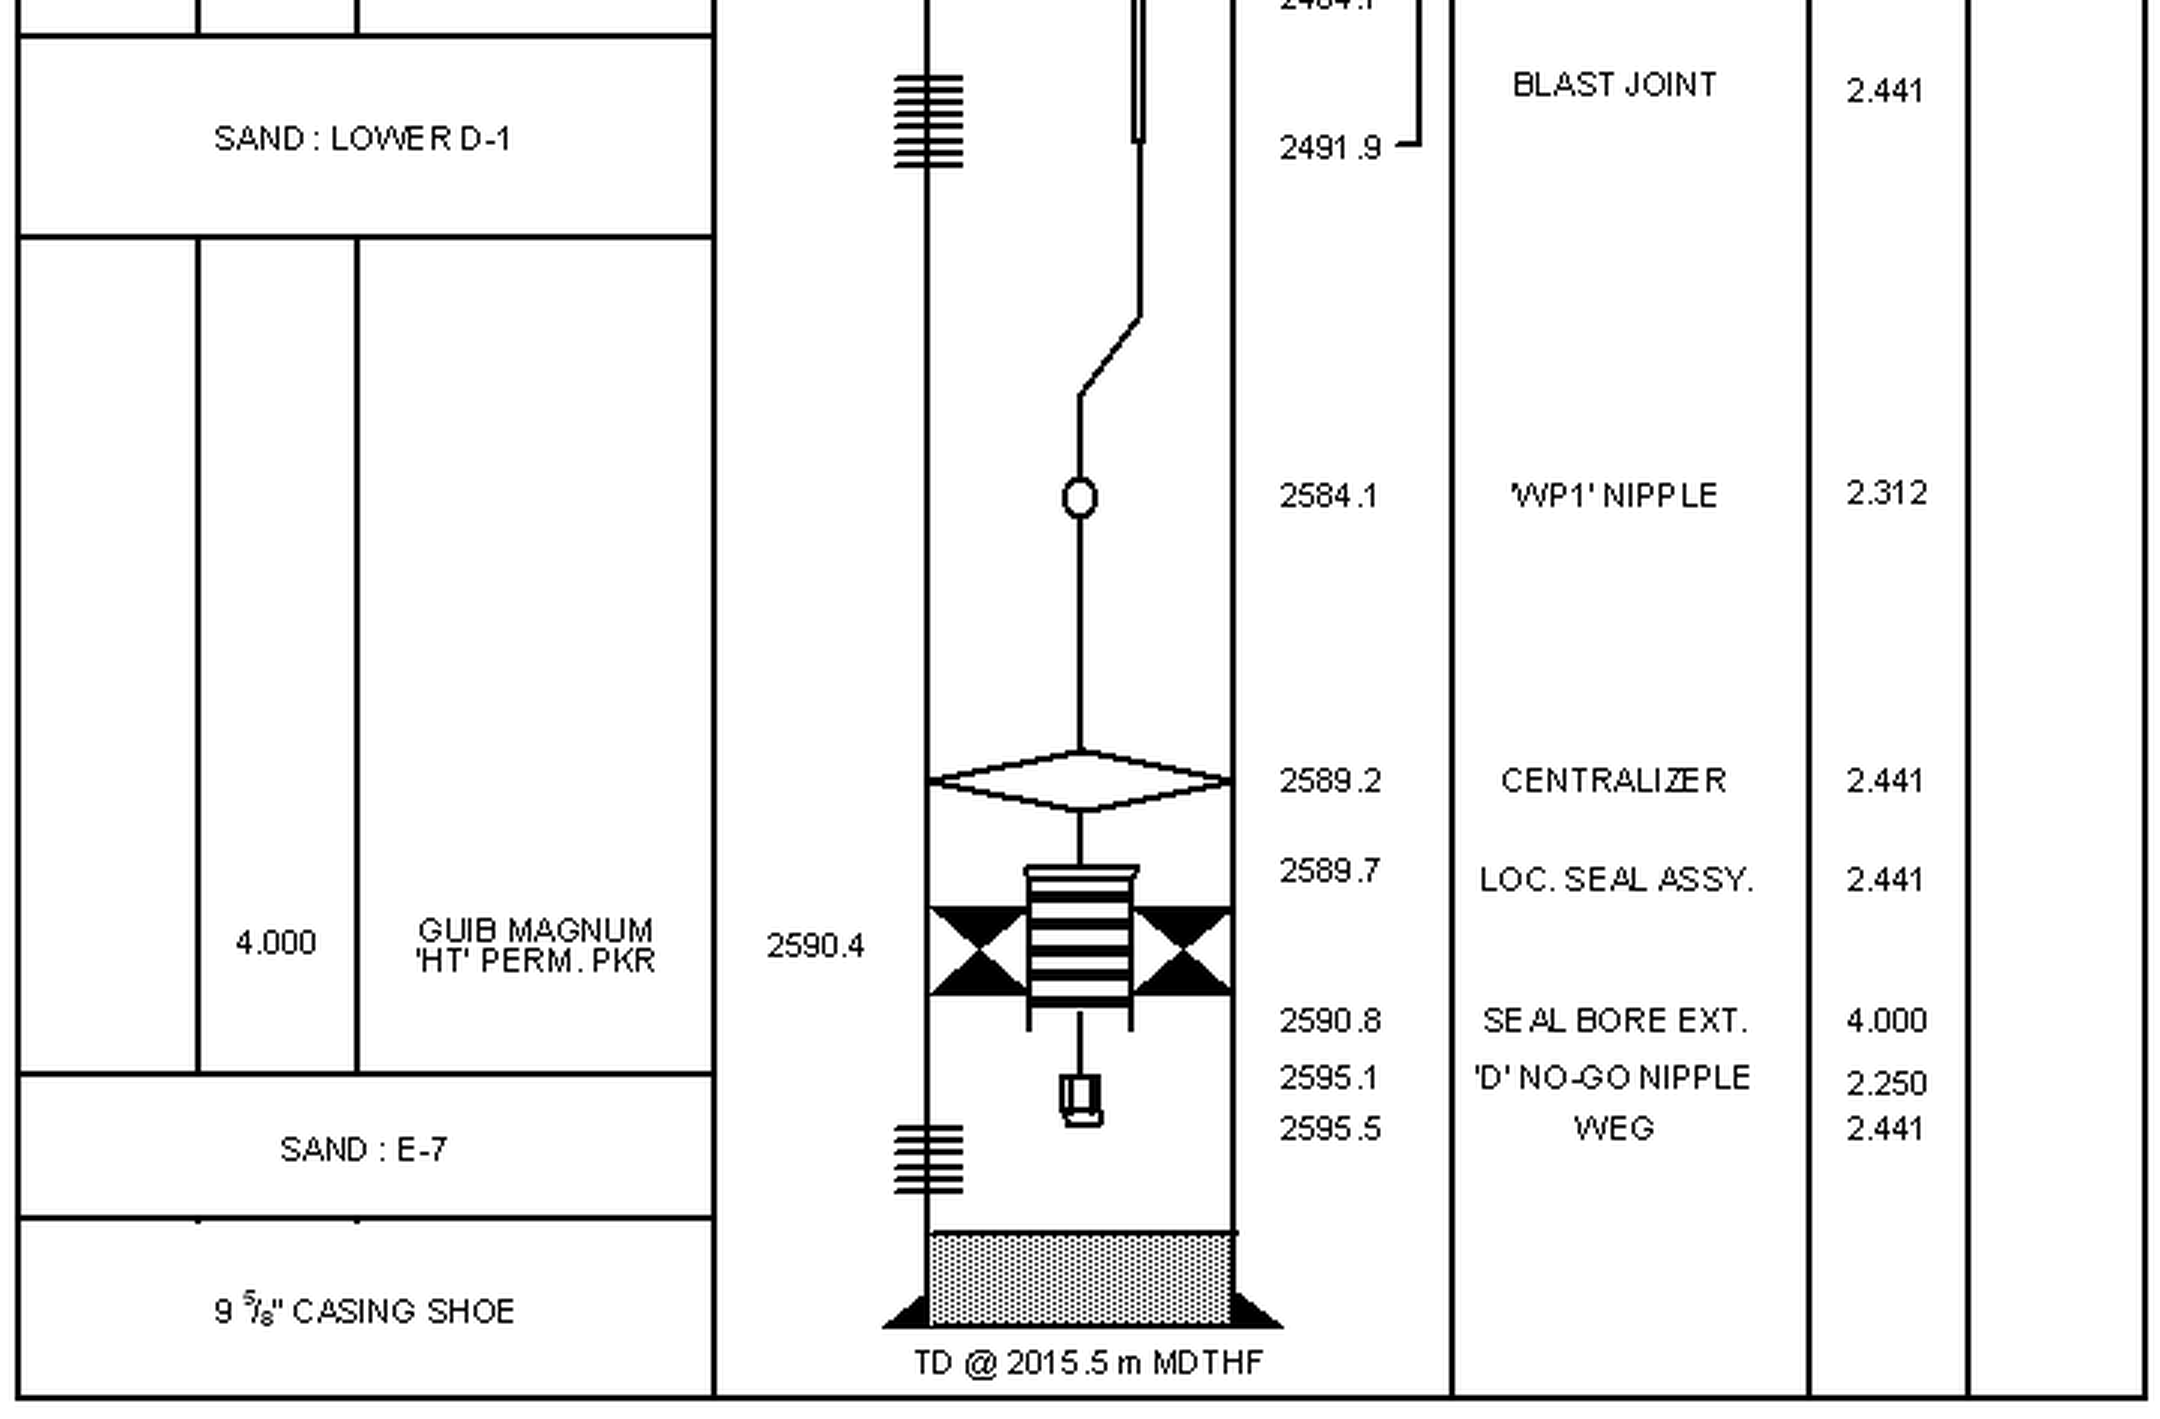 BLAST JOINT
2.441
SAND : LOWER D-1
2491.9
2584.1
'WP1' NIPPLE
2.312
2589.2
CENTRALIZER
2.441
2589.7
LOC. SEAL ASSY.
2.441
4.000
GUIB MAGNUM
'HT' PERM. PKR
2590.4
2590.8
SEAL BORE EXT.
4.000
2595.1
'D' NO-GO NIPPLE
2.250
2595.5
WEG
2.441
SAND : E-7
9 5/8" CASING SHOE
TD @ 2015.5 m MDTHF